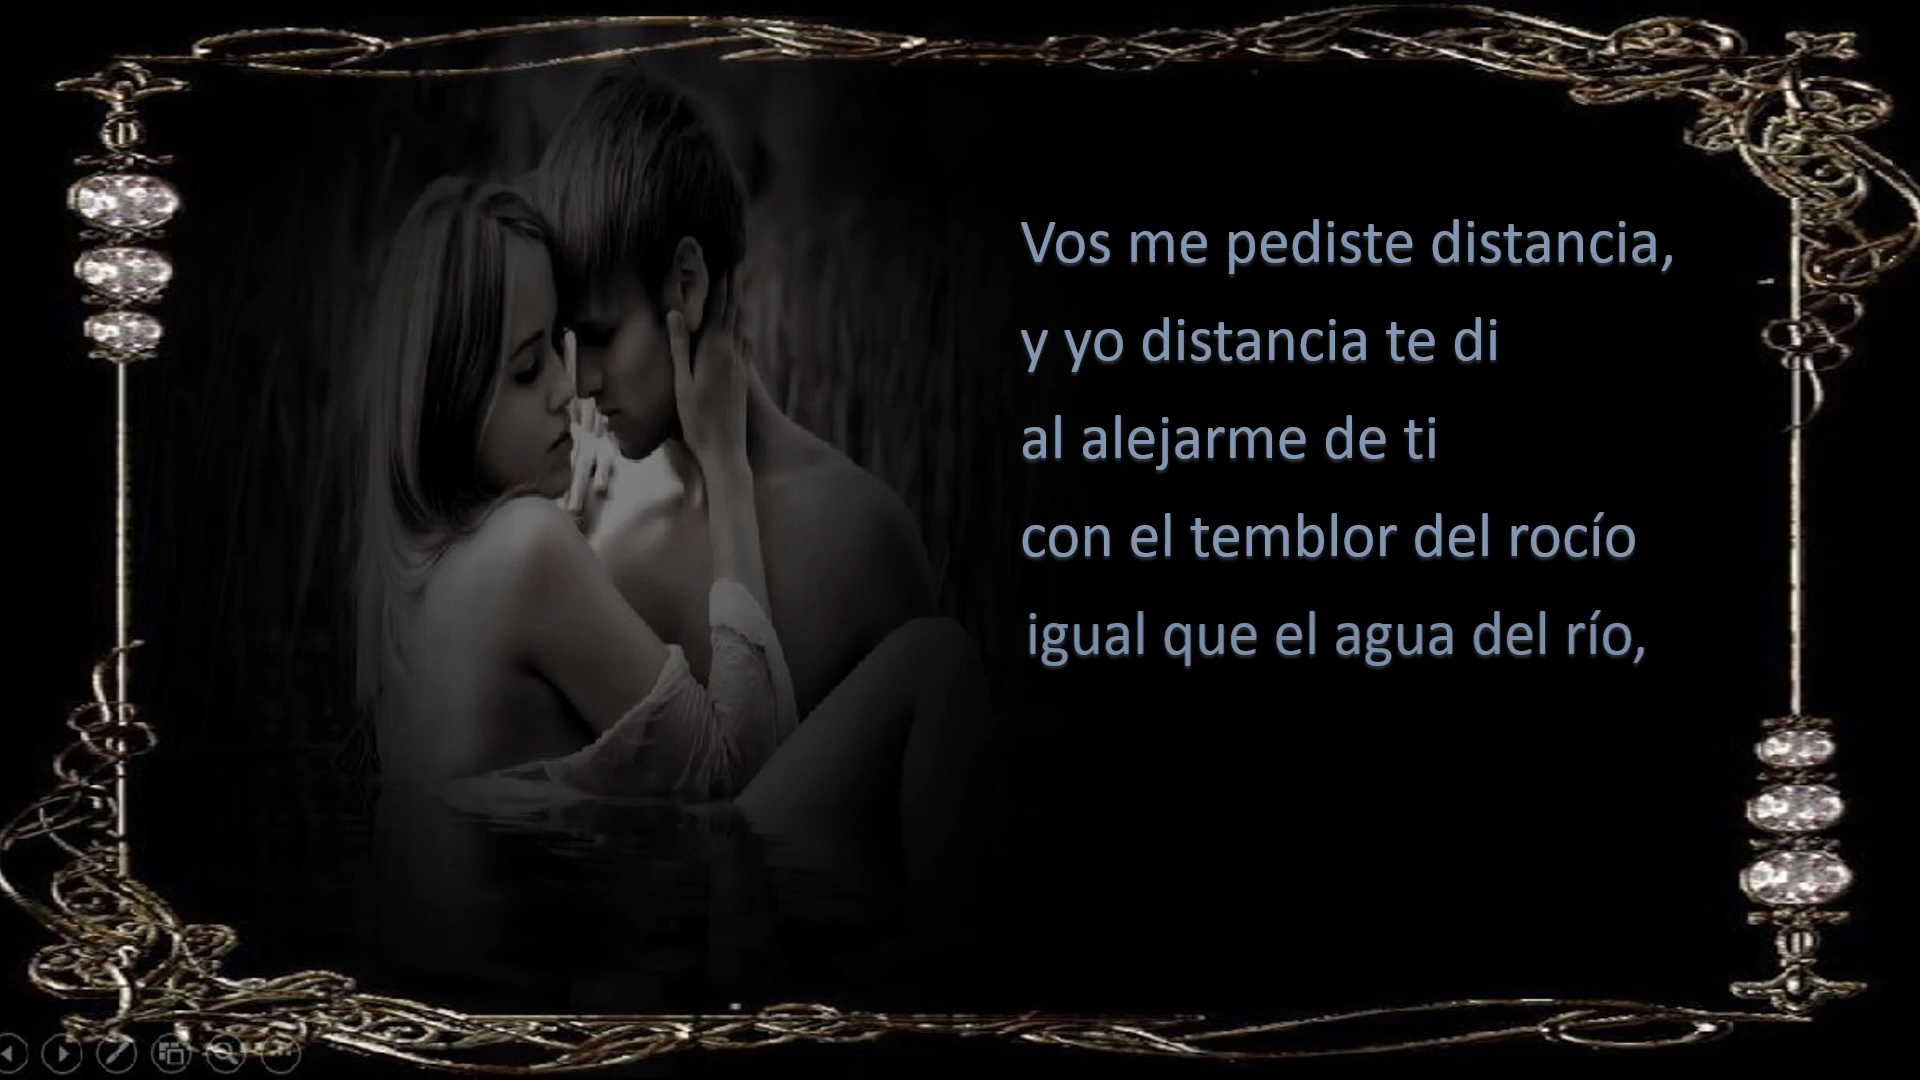 Vos me pediste distancia,
y yo distancia te di
al alejarme de ti
con el temblor del rocío
igual que el agua del río,